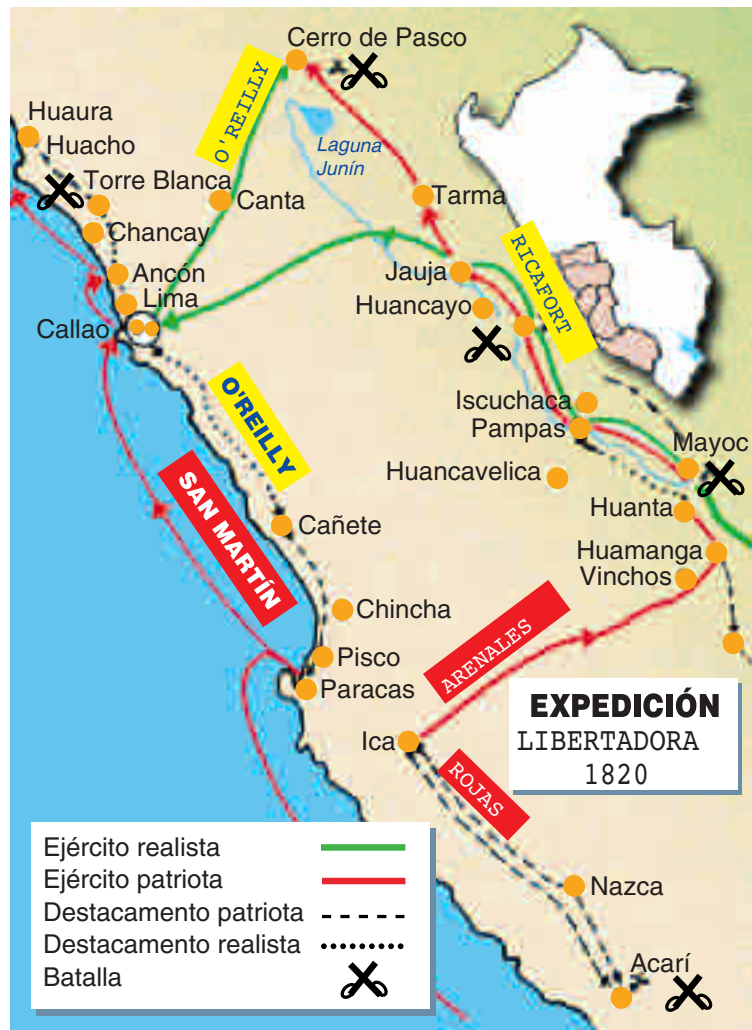 Cerro de Pasco
O'REILLY
Huaura
Huacho
Laguna
Junín
Torre Blanca
Canta
Tarma
Chancay
RICAFORT
Ancón
Jauja
Lima
Huancayo
Callao
O'REILLY
Iscuchaca
Pampas
Mayoc
Huancavelica
SAN MARTÍN
Huanta
Cañete
Huamanga
Vinchos
Chincha
ARENALES
Pisco
Paracas
EXPEDICIÓN
LIBERTADORA
1820
Ica
ROJAS
Ejército realista
Ejército patriota
Destacamento patriota
Destacamento realista
Batalla
Nazca
Acarí